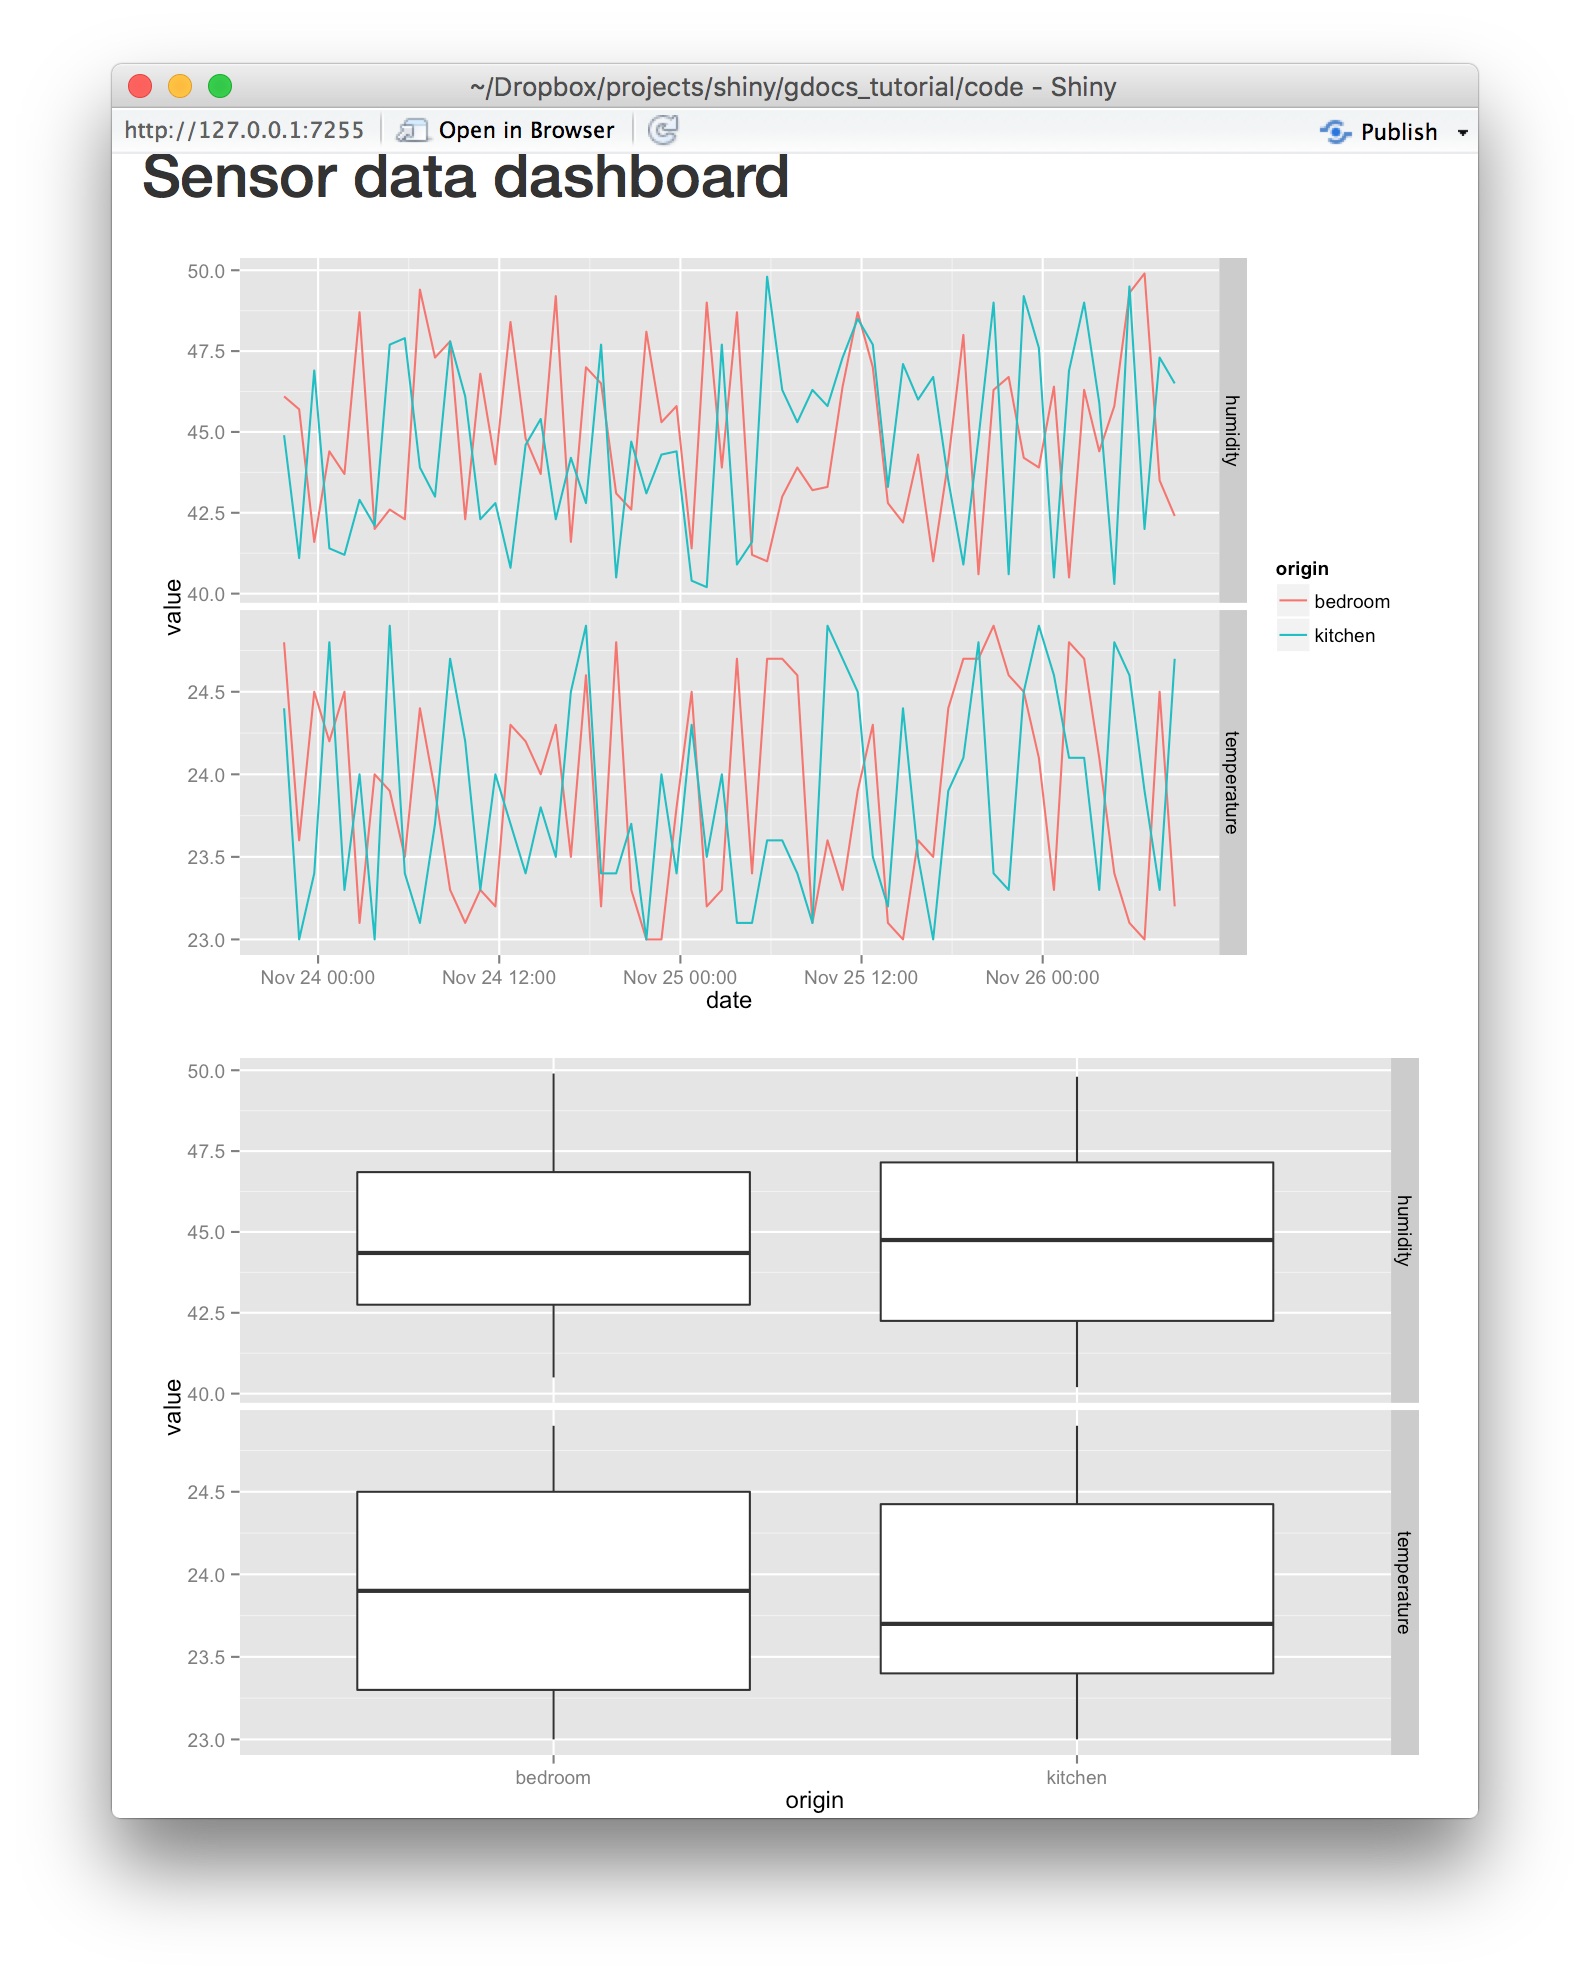 ~/Dropbox/projects/shiny/gdocs_tutorial/code - Shiny
http://127.0.0.1:7255 Open in Browser Publish
Sensor data dashboard
50.0
47.5
45.0
42.5
40.0
humidity
value
24.5
24.0
23.5
23.0
temperature
Nov 24 00:00 Nov 24 12:00 Nov 25 00:00 Nov 25 12:00 Nov 26 00:00
date
origin
bedroom
kitchen
50.0
47.5
45.0
42.5
40.0
humidity
value
24.5
24.0
23.5
23.0
temperature
bedroom kitchen
origin